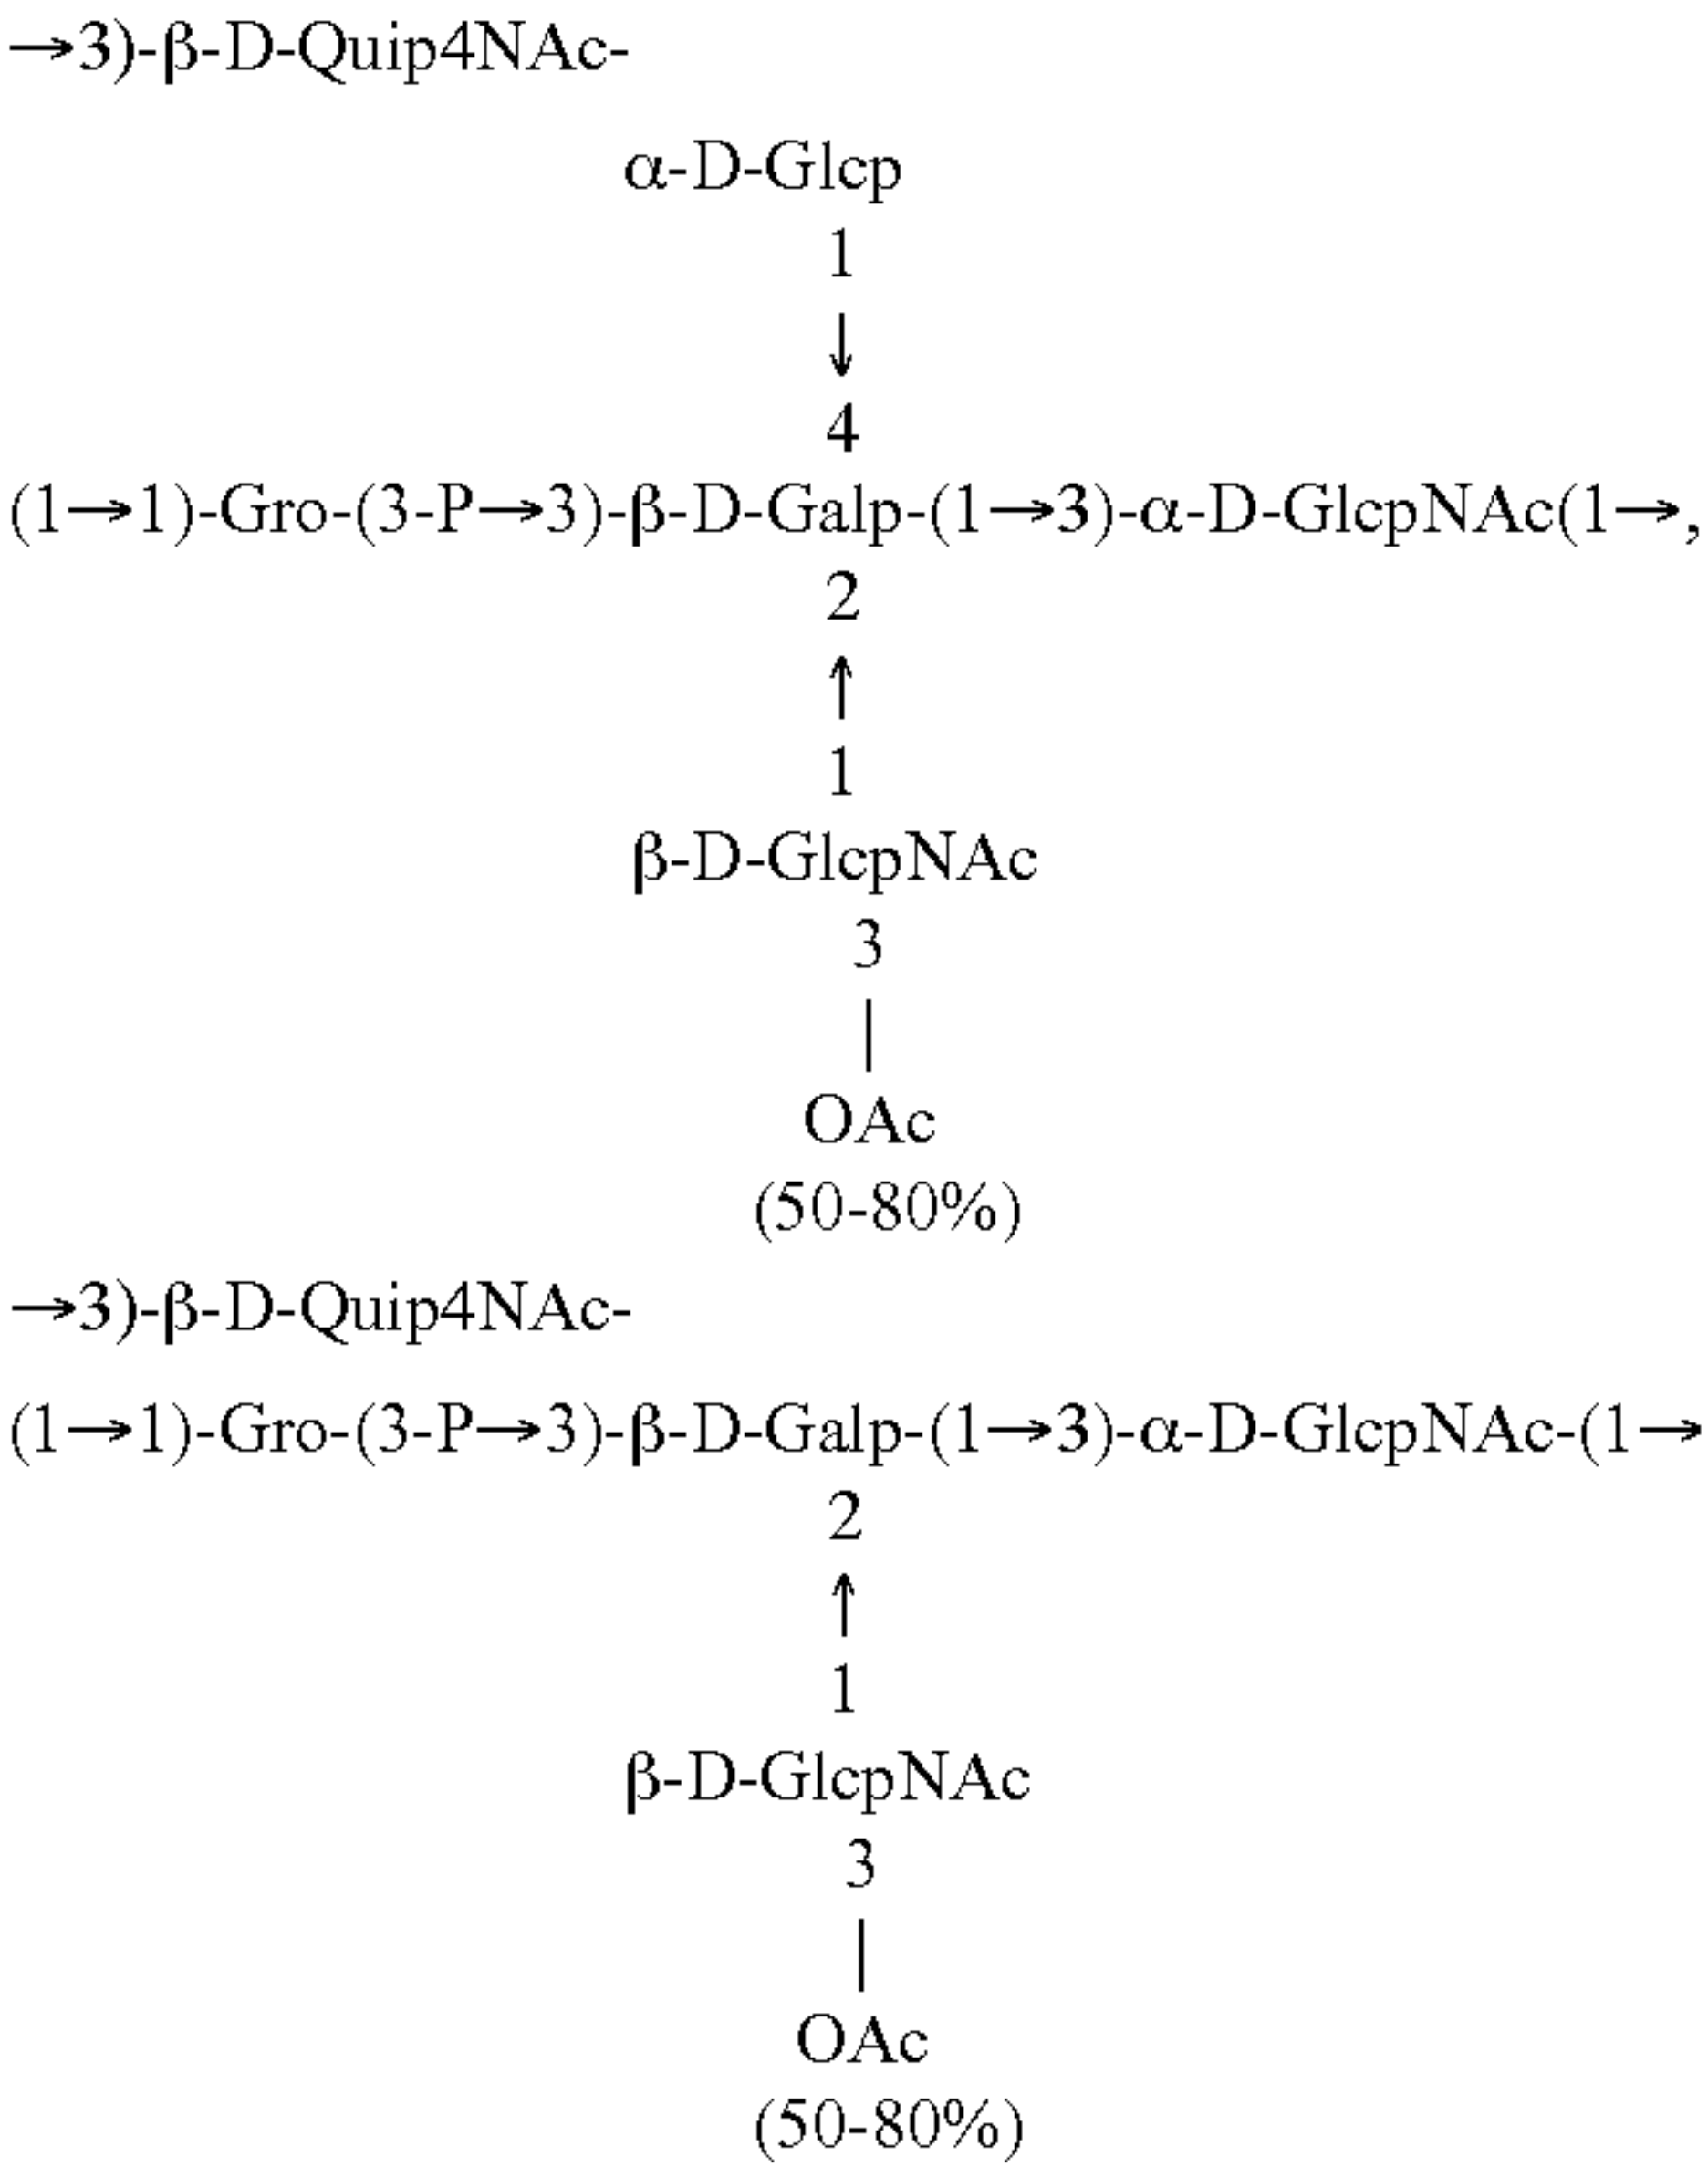 →3)-β-D-Quip4NAc-
α-D-Glcp
1
↓
4
(1→1)-Gro-(3-P→3)-β-D-Galp-(1→3)-α-D-GlcpNAc(1→,
2
↑
1
β-D-GlcpNAc
3
|
OAc
(50-80%)
→3)-β-D-Quip4NAc-
(1→1)-Gro-(3-P→3)-β-D-Galp-(1→3)-α-D-GlcpNAc-(1→
2
↑
1
β-D-GlcpNAc
3
|
OAc
(50-80%)